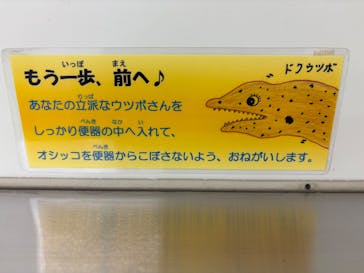 もう一歩、前へ♪
ドクウツボ
あなたの立派なウツボさんを
しっかり便器の中へ入れて、
オシッコを便器からこぼさないよう、おねがいします。